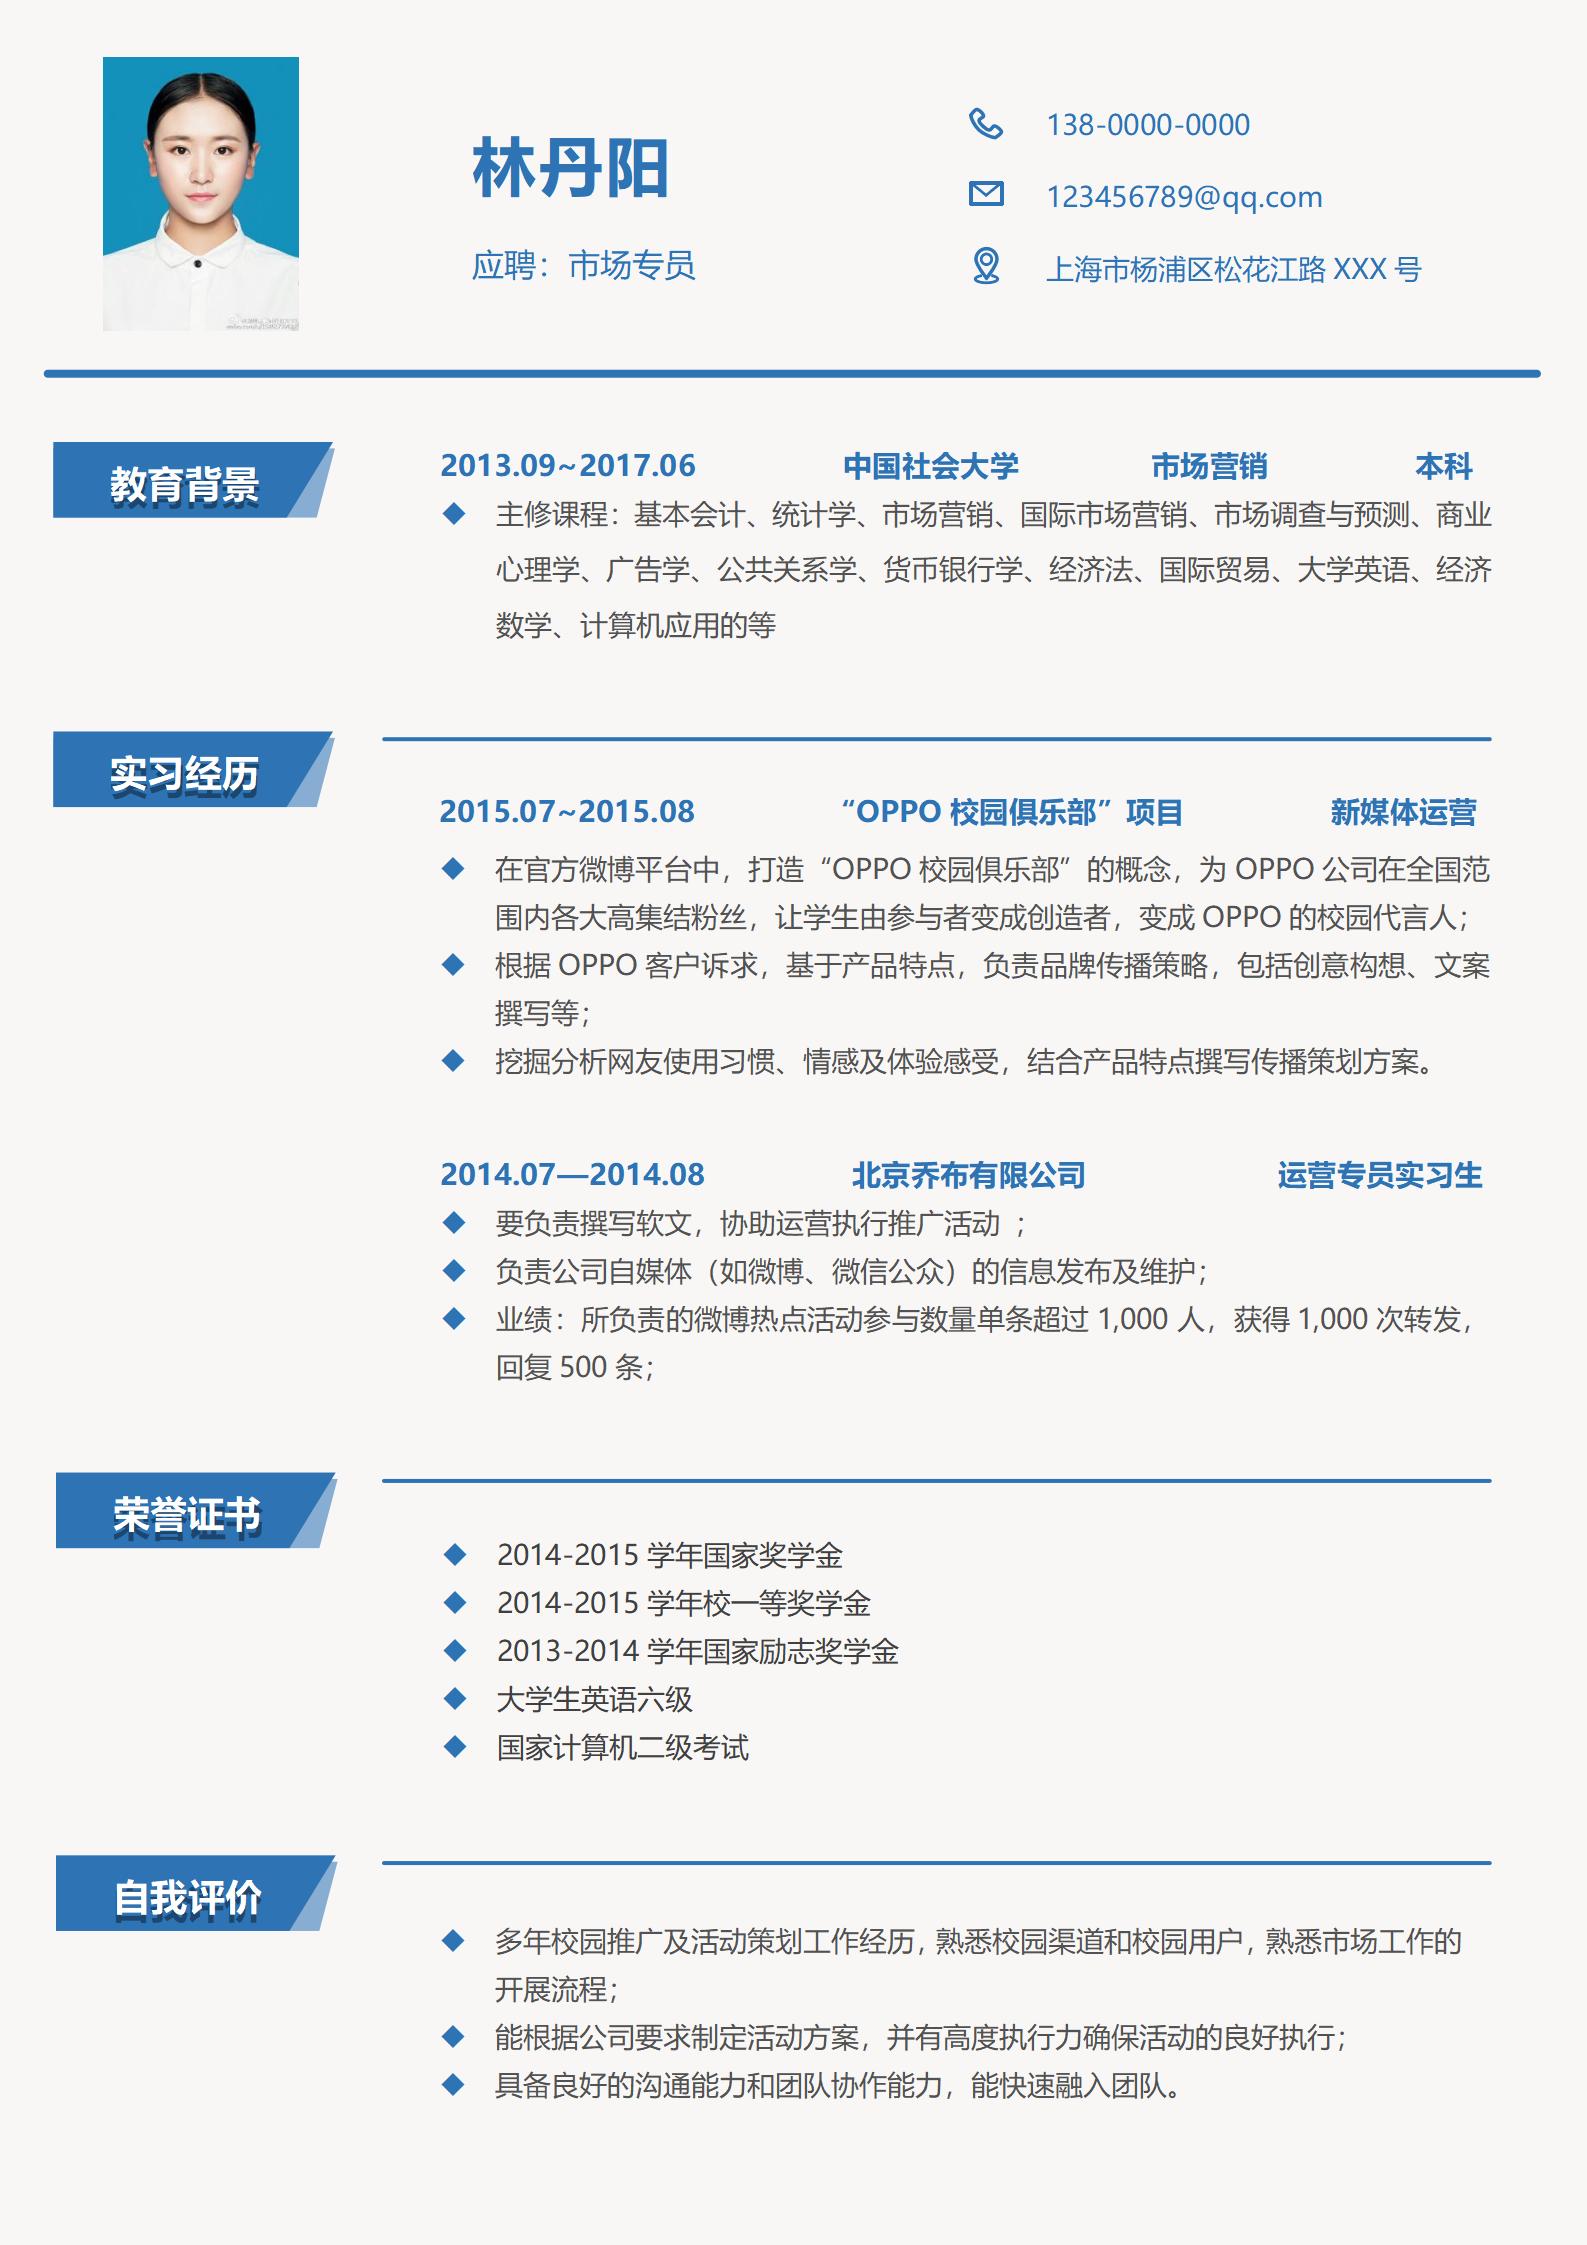 林丹阳
应聘：市场专员
138-0000-0000
123456789@qq.com
上海市杨浦区松花江路 XXX 号
教育背景
2013.09~2017.06 中国社会大学 市场营销 本科
主修课程：基本会计、统计学、市场营销、国际市场营销、市场调查与预测、商业
心理学、广告学、公共关系学、货币银行学、经济法、国际贸易、大学英语、经济
数学、计算机应用的等
实习经历
2015.07~2015.08 “OPPO 校园俱乐部”项目 新媒体运营
在官方微博平台中，打造“OPPO 校园俱乐部”的概念，为 OPPO 公司在全国范
围内各大高集结粉丝，让学生由参与者变成创造者，变成 OPPO 的校园代言人；
根据 OPPO 客户诉求，基于产品特点，负责品牌传播策略，包括创意构想、文案
撰写等；
挖掘分析网友使用习惯、情感及体验感受，结合产品特点撰写传播策划方案。
2014.07—2014.08 北京乔布有限公司 运营专员实习生
要负责撰写软文，协助运营执行推广活动 ；
负责公司自媒体（如微博、微信公众）的信息发布及维护；
业绩：所负责的微博热点活动参与数量单条超过 1,000 人，获得 1,000 次转发，
回复 500 条；
荣誉证书
2014-2015 学年国家奖学金
2014-2015 学年校一等奖学金
2013-2014 学年国家励志奖学金
大学生英语六级
国家计算机二级考试
自我评价
多年校园推广及活动策划工作经历, 熟悉校园渠道和校园用户, 熟悉市场工作的
开展流程；
能根据公司要求制定活动方案，并有高度执行力确保活动的良好执行；
具备良好的沟通能力和团队协作能力，能快速融入团队。